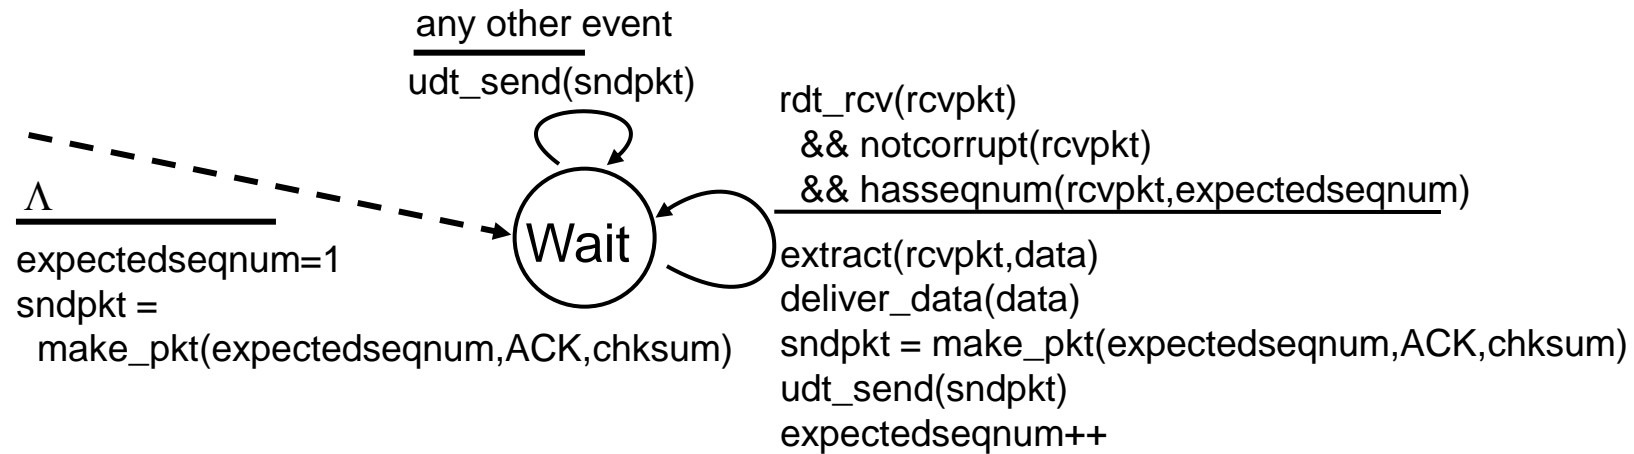 any other event
udt_send(sndpkt)
rdt_rcv(rcvpkt)
&& notcorrupt(rcvpkt)
&& hasseqnum(rcvpkt,expectedseqnum)
Λ
expectedseqnum=1
sndpkt =
make_pkt(expectedseqnum,ACK,chksum)
Wait
extract(rcvpkt,data)
deliver_data(data)
sndpkt = make_pkt(expectedseqnum,ACK,chksum)
udt_send(sndpkt)
expectedseqnum++